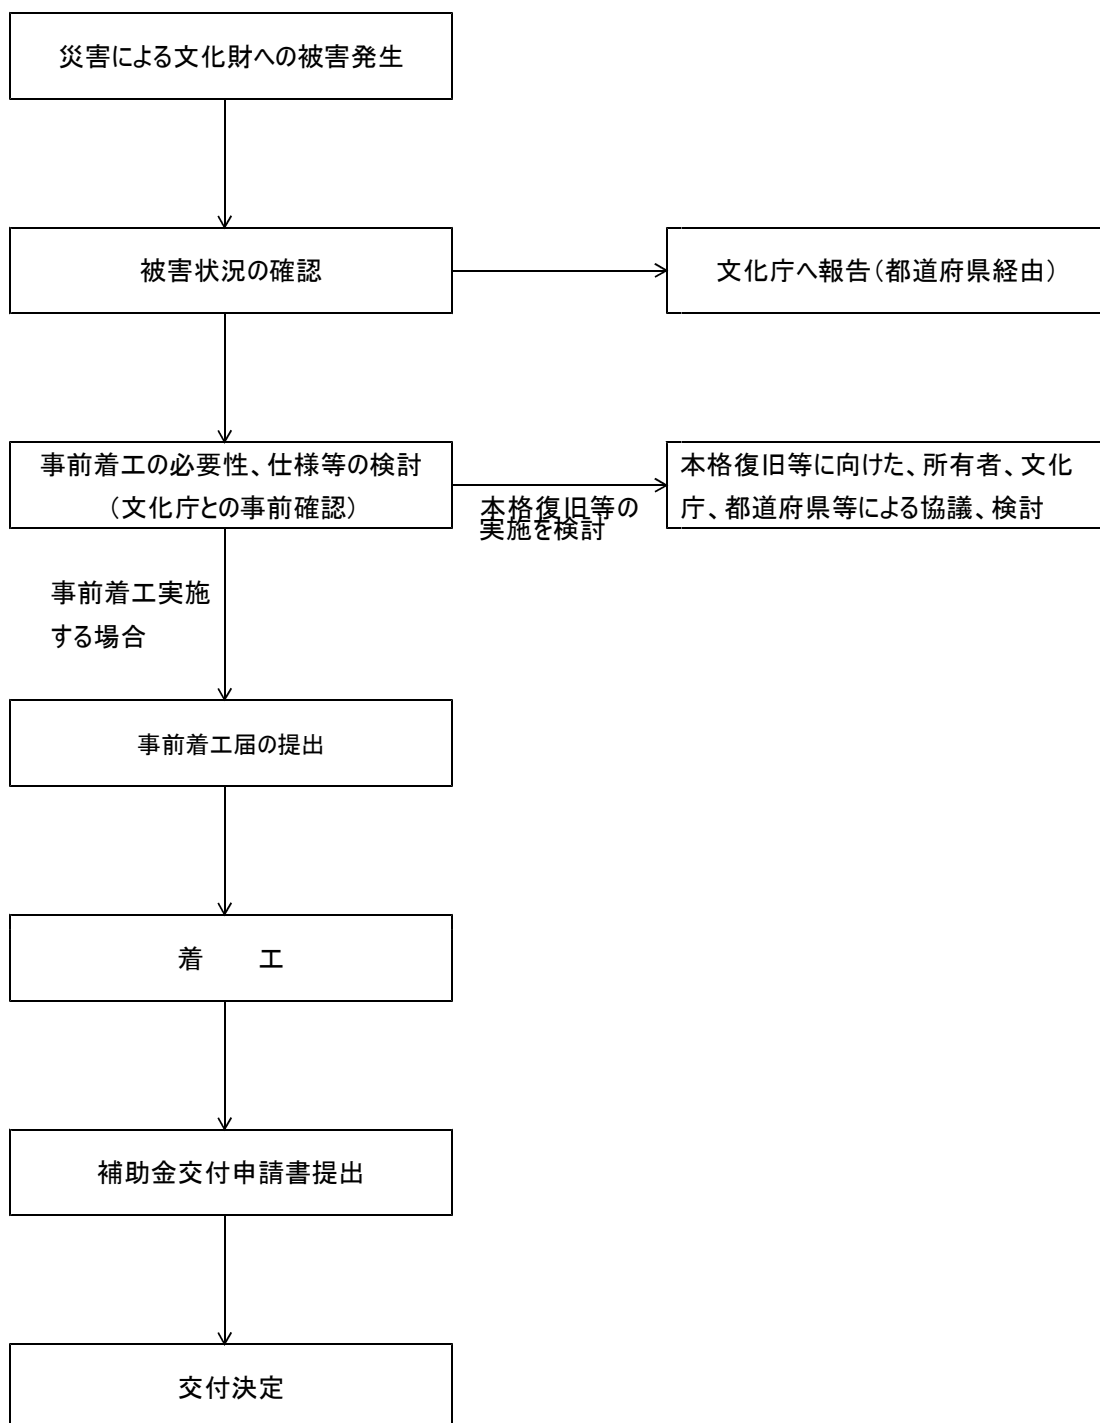 災害による文化財への被害発生
被害状況の確認
文化庁へ報告(都道府県経由)
事前着工の必要性、仕様等の検討
(文化庁との事前確認)
本格復旧等の
実施を検討
本格復旧等に向けた、所有者、文化
庁、都道府県等による協議、検討
事前着工実施
する場合
事前着工届の提出
着　　工
補助金交付申請書提出
交付決定